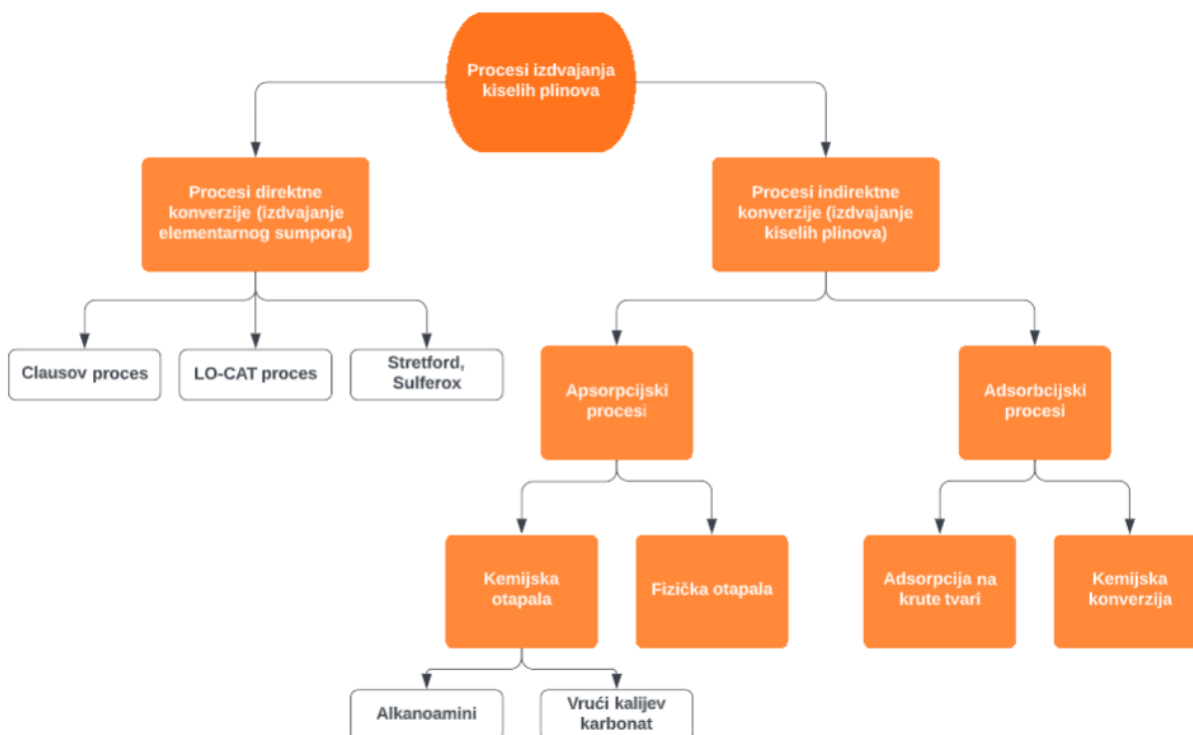 Procesi izdvajanja
kiselih plinova
Procesi direktne
konverzije (izdvajanje
elementarnog sumpora)
Procesi indirektne
konverzije (izdvajanje
kiselih plinova)
Clausov proces
LO-CAT proces
Stretford,
Sulferox
Apsorpcijski
procesi
Adsorbcijski
procesi
Kemijska
otapala
Fizička otapala
Adsorpcija na
krute tvari
Kemijska
konverzija
Alkanoamini
Vrući kalijev
karbonat